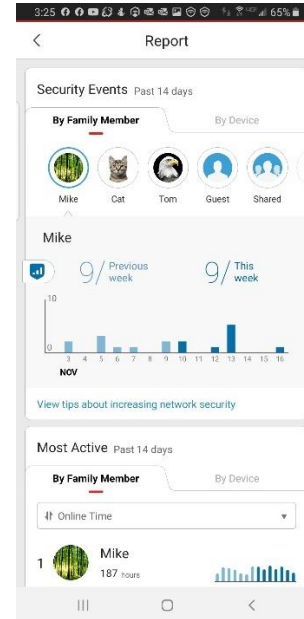 3:25 65%
Report
Security Events Past 14 days
By Family Member By Device
Mike Cat Tom Guest Shared
Mike
9/ Previous week 9/ This week
10
0
3 4 5 6 7 8 9 10 11 12 13 14 15 16
NOV
View tips about increasing network security
Most Active Past 14 days
By Family Member By Device
Online Time
1 Mike
187 hours